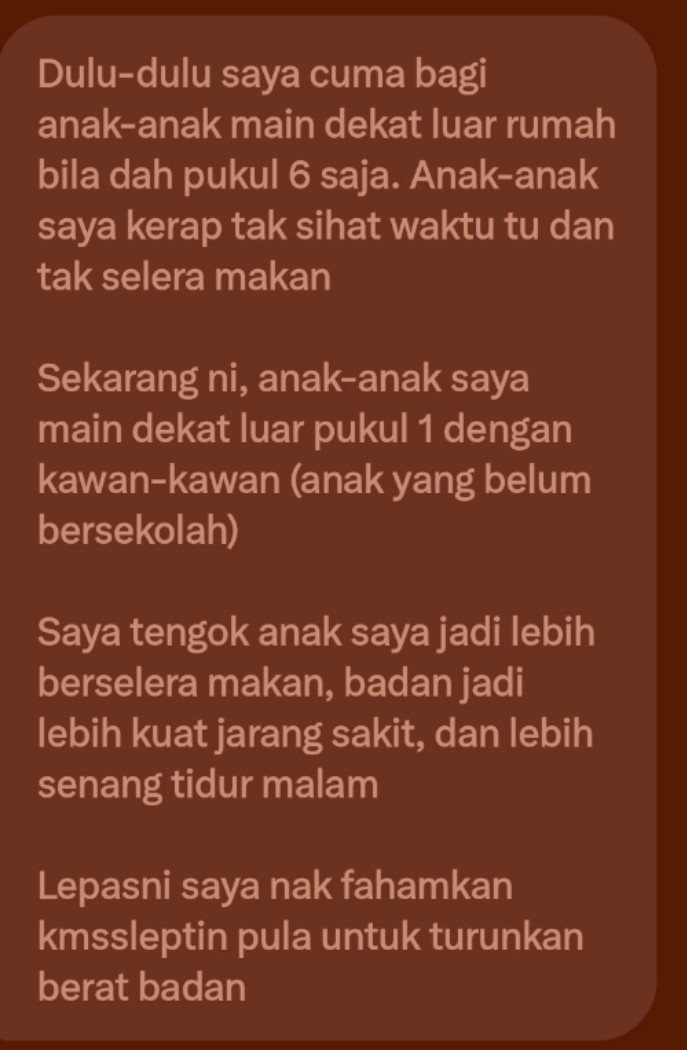 Dulu-dulu saya cuma bagi
anak-anak main dekat luar rumah
bila dah pukul 6 saja. Anak-anak
saya kerap tak sihat waktu tu dan
tak selera makan
Sekarang ni, anak-anak saya
main dekat luar pukul 1 dengan
kawan-kawan (anak yang belum
bersekolah)
Saya tengok anak saya jadi lebih
berselera makan, badan jadi
lebih kuat jarang sakit, dan lebih
senang tidur malam
Lepasni saya nak fahamkan
kmssleptin pula untuk turunkan
berat badan